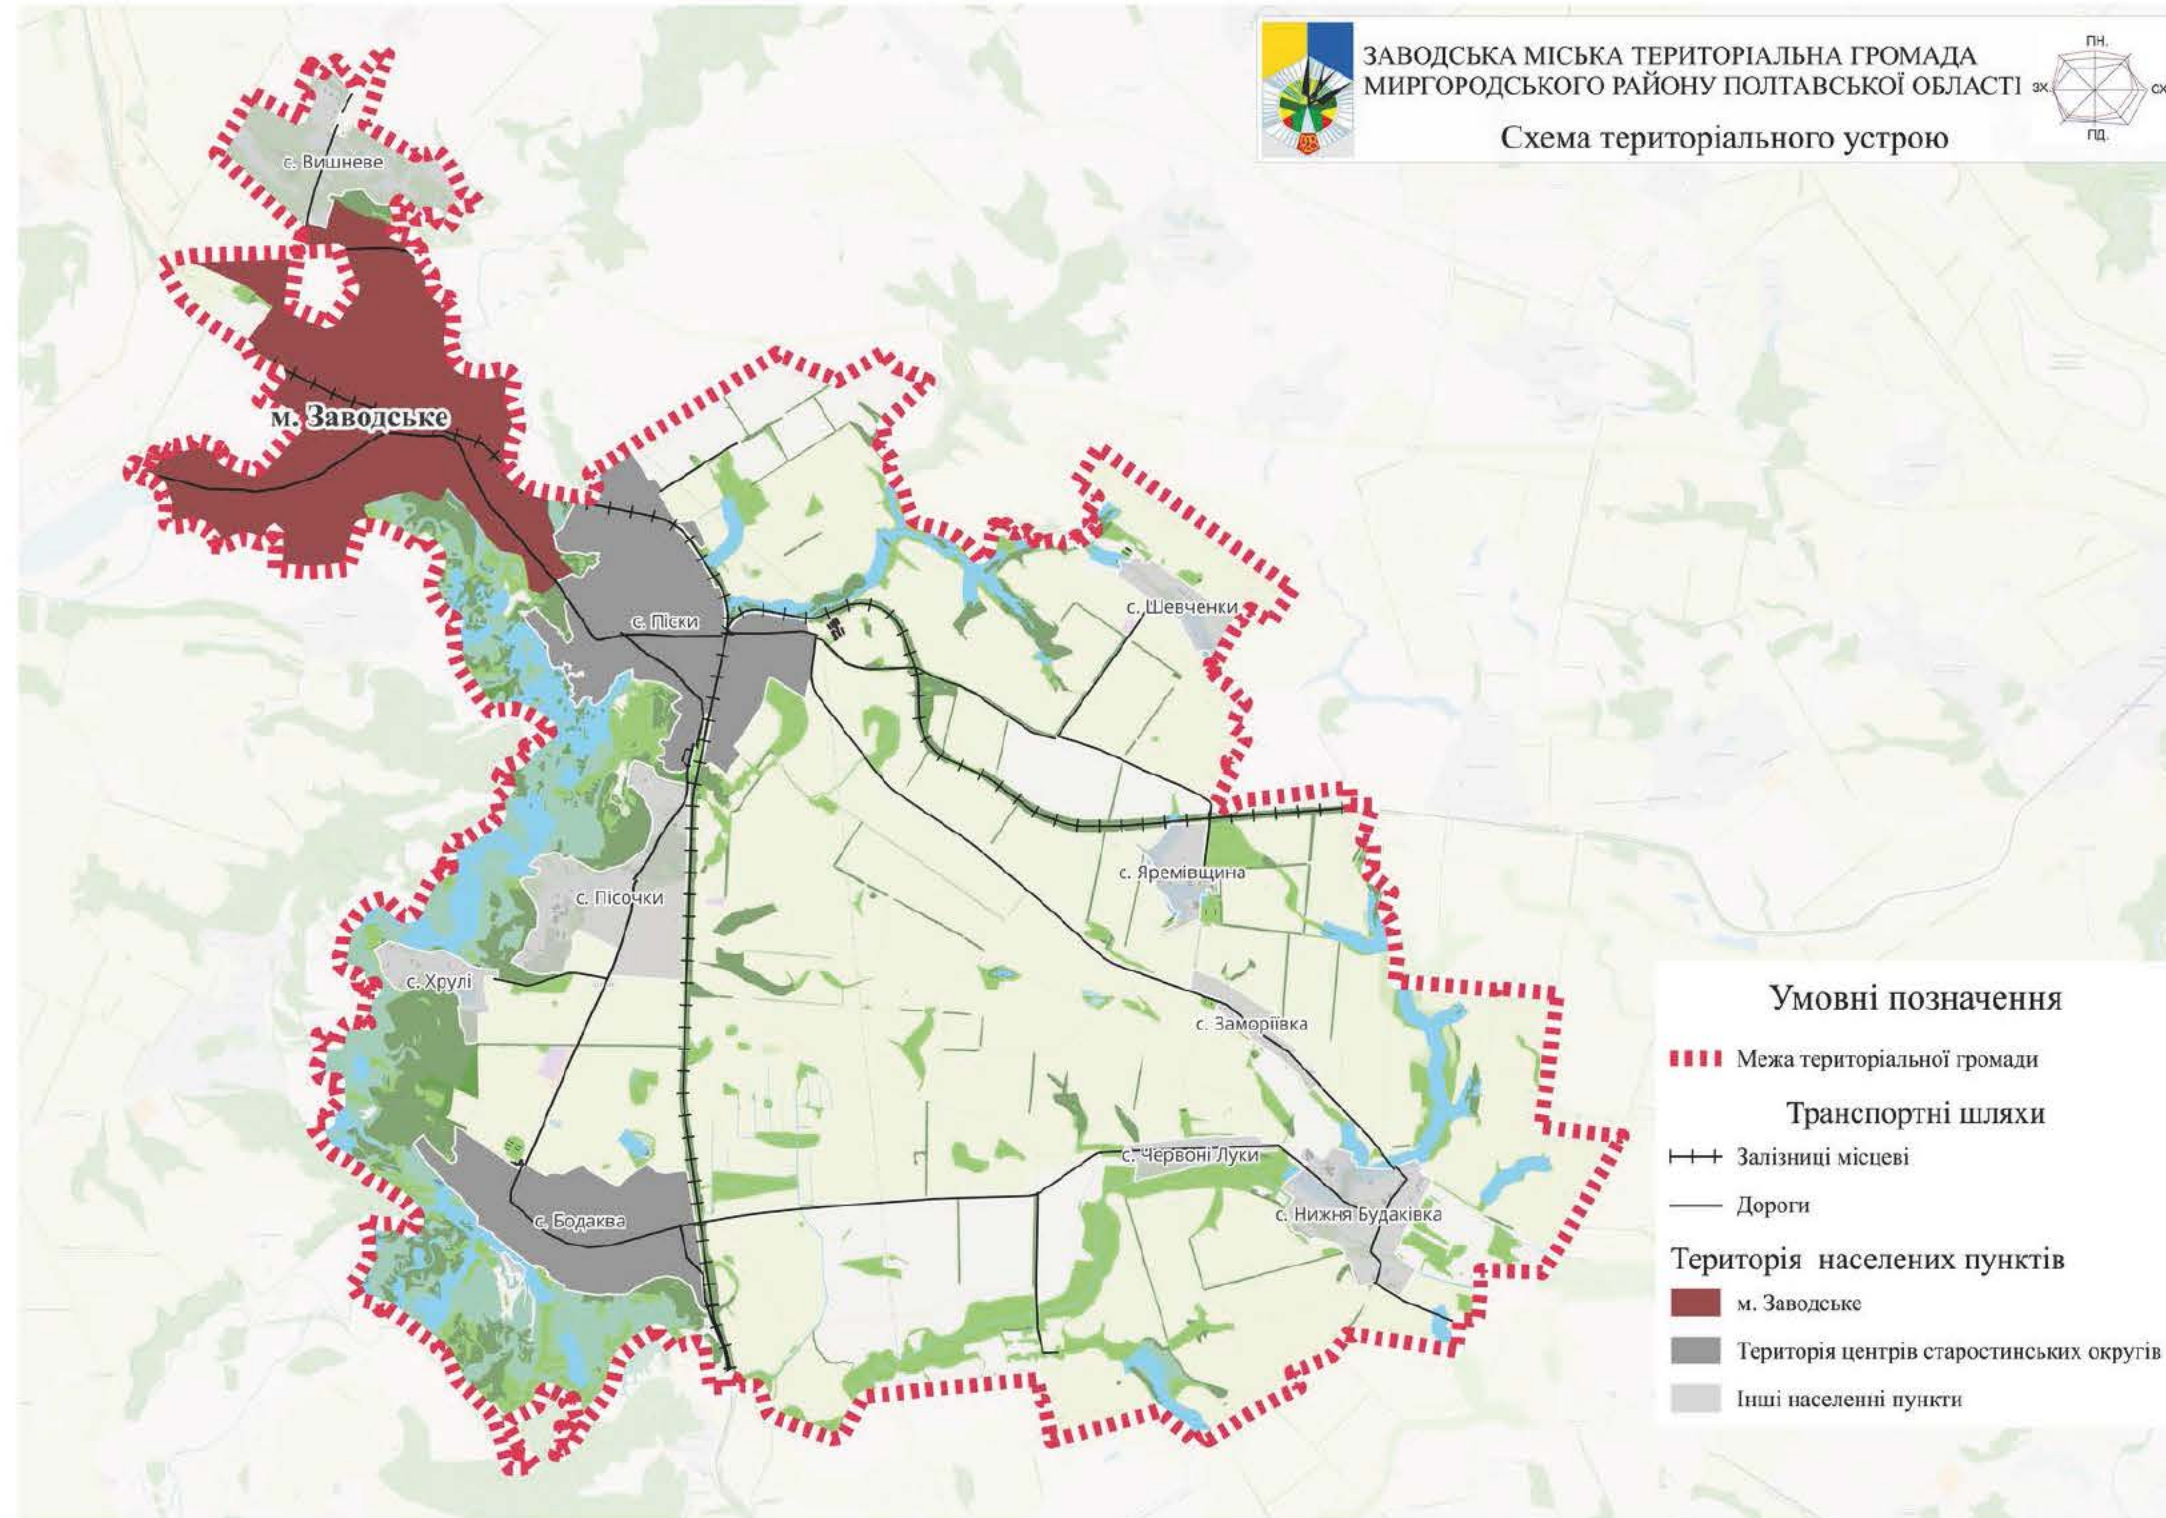 ЗАВОДСЬКА МІСЬКА ТЕРИТОРІАЛЬНА ГРОМАДА
МИРГОРОДСЬКОГО РАЙОНУ ПОЛТАВСЬКОЇ ОБЛАСТІ
Схема територіального устрою
ПН.
ЗХ.
СХ
ПД.
с. Вишневе
м. Заводське
с. Шевченки
с. Піски
с. Яремівщина
с. Пісочки
с. Хрулі
с. Заморіївка
с. Червоні Луки
с. Нижня Будаківка
с. Бодаква
Умовні позначення
Межа територіальної громади
Транспортні шляхи
Залізниці місцеві
Дороги
Територія населених пунктів
м. Заводське
Територія центрів старостинських округів
Інші населенні пункти